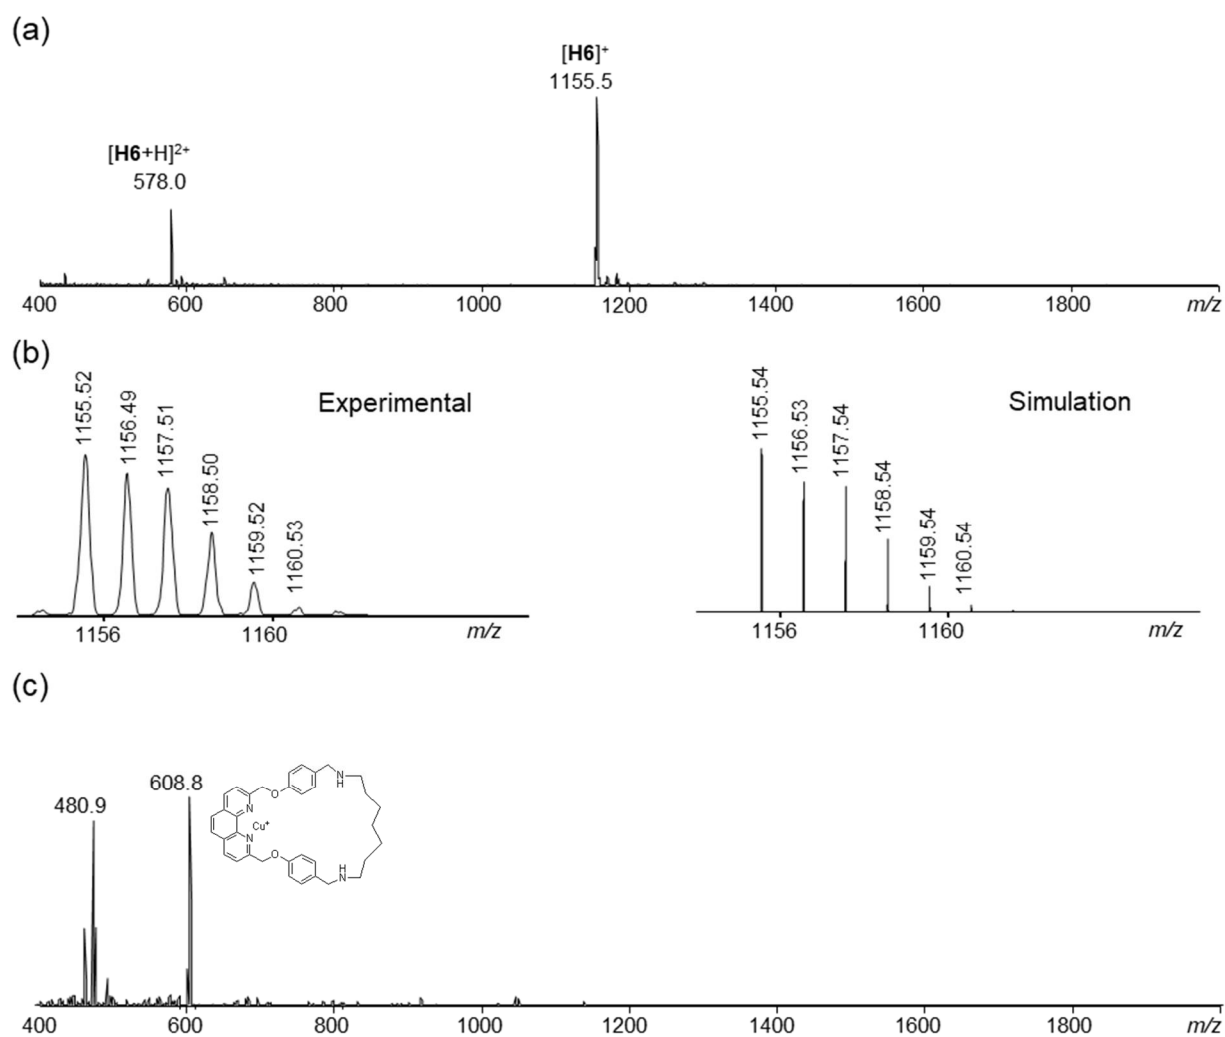 (a)
[H6]⁺
1155.5
[H6+H]²⁺
578.0
400 600 800 1000 1200 1400 1600 1800 m/z
(b)
1155.52 1156.49 1157.51 1158.50 1159.52 1160.53
Experimental
1156 1160 m/z
1155.54 1156.53 1157.54 1158.54 1159.54 1160.54
Simulation
1156 1160 m/z
(c)
608.8
480.9
H
N
O
N
Cu⁺
N
O
H
N
400 600 800 1000 1200 1400 1600 1800 m/z